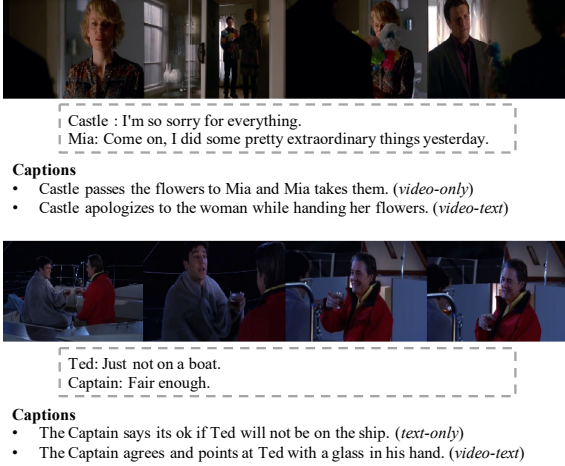 Castle : I'm so sorry for everything.
Mia: Come on, I did some pretty extraordinary things yesterday.
Captions
• Castle passes the flowers to Mia and Mia takes them. (video-only)
• Castle apologizes to the woman while handing her flowers. (video-text)
Ted: Just not on a boat.
Captain: Fair enough.
Captions
• The Captain says its ok if Ted will not be on the ship. (text-only)
• The Captain agrees and points at Ted with a glass in his hand. (video-text)